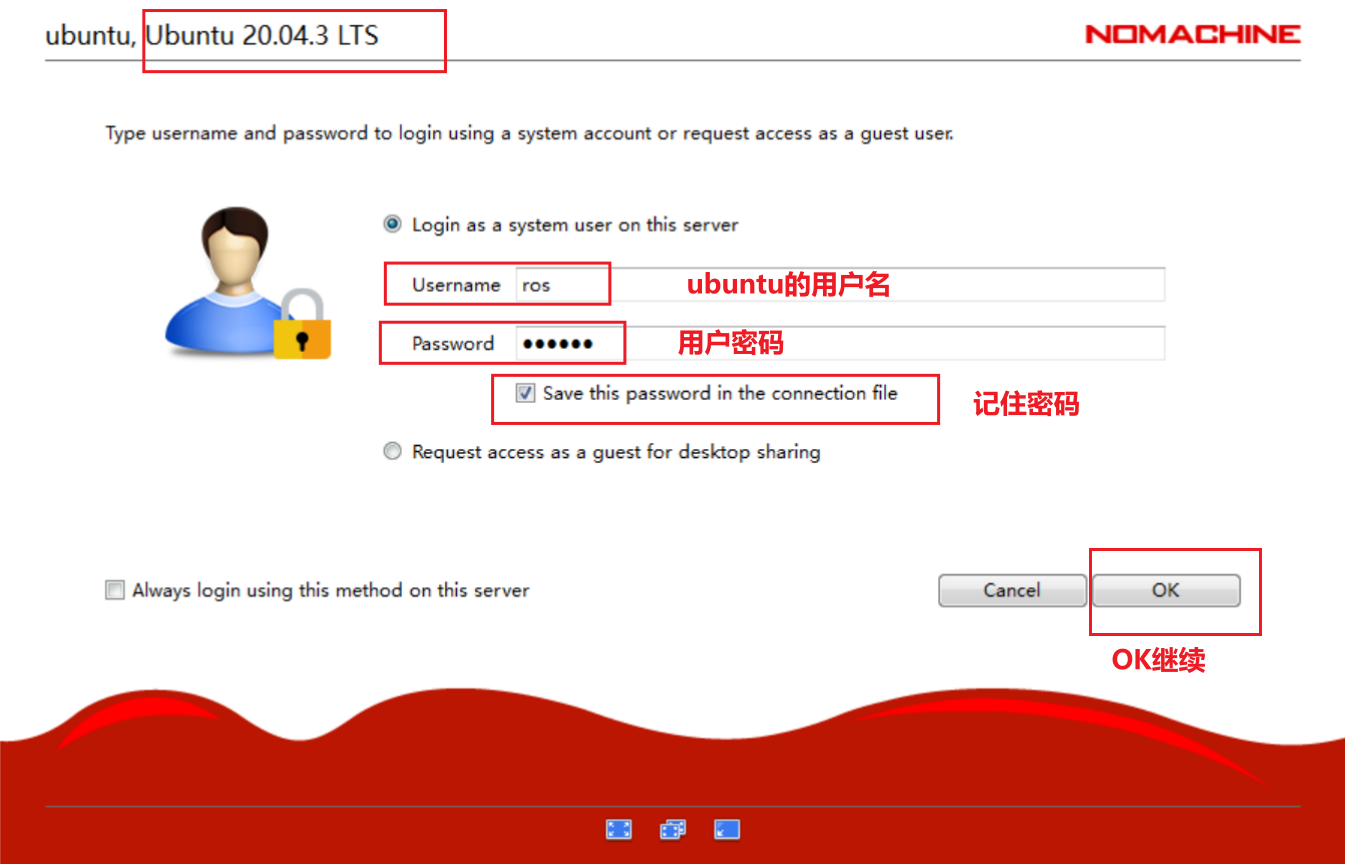 ubuntu, Ubuntu 20.04.3 LTS
NOMACHINE
Type username and password to login using a system account or request access as a guest user.
Login as a system user on this server
Username ros ubuntu的用户名
Password ●●●●●● 用户密码
Save this password in the connection file 记住密码
Request access as a guest for desktop sharing
Always login using this method on this server
Cancel OK
OK继续